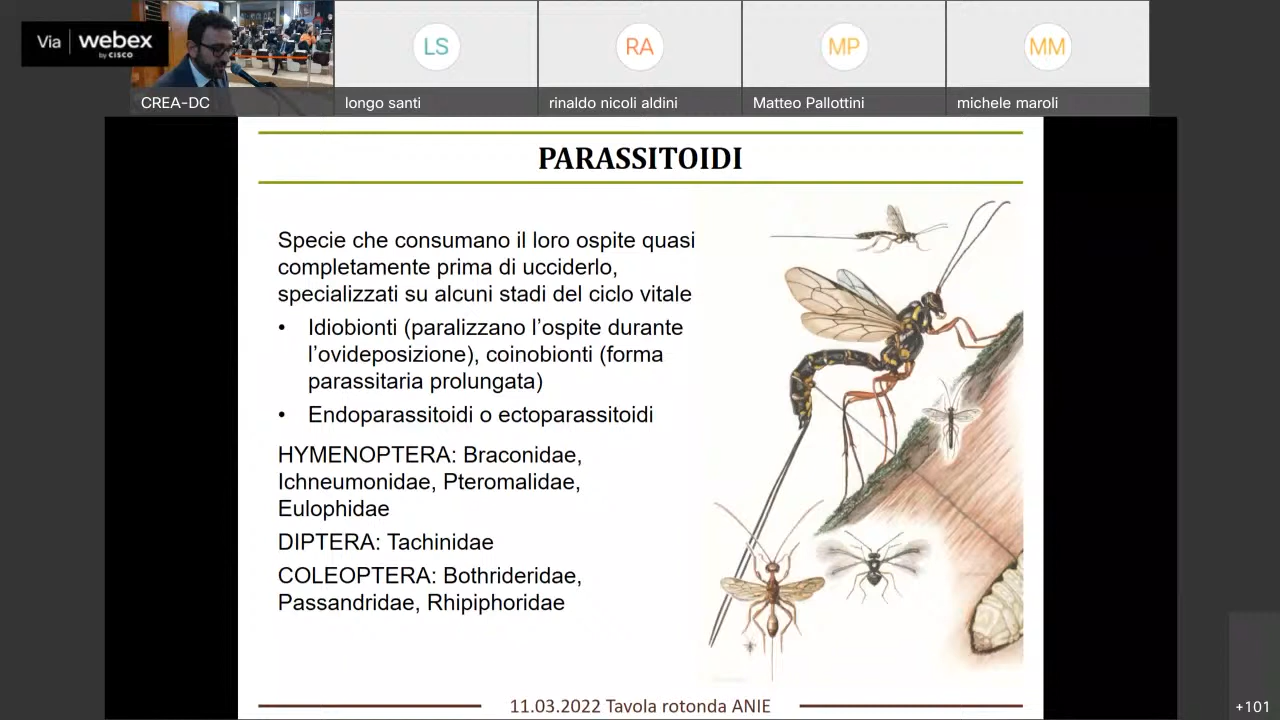 Via webex
by CISCO
LS
RA
MP
MM
CREA-DC
longo santi
rinaldo nicoli aldini
Matteo Pallottini
michele maroli
PARASSITOIDI
Specie che consumano il loro ospite quasi
completamente prima di ucciderlo,
specializzati su alcuni stadi del ciclo vitale
• Idiobionti (paralizzano l'ospite durante
l'ovideposizione), coinobionti (forma
parassitaria prolungata)
• Endoparassitoidi o ectoparassitoidi
HYMENOPTERA: Braconidae,
Ichneumonidae, Pteromalidae,
Eulophidae
DIPTERA: Tachinidae
COLEOPTERA: Bothrideridae,
Passandridae, Rhipiphoridae
11.03.2022 Tavola rotonda ANIE
+101